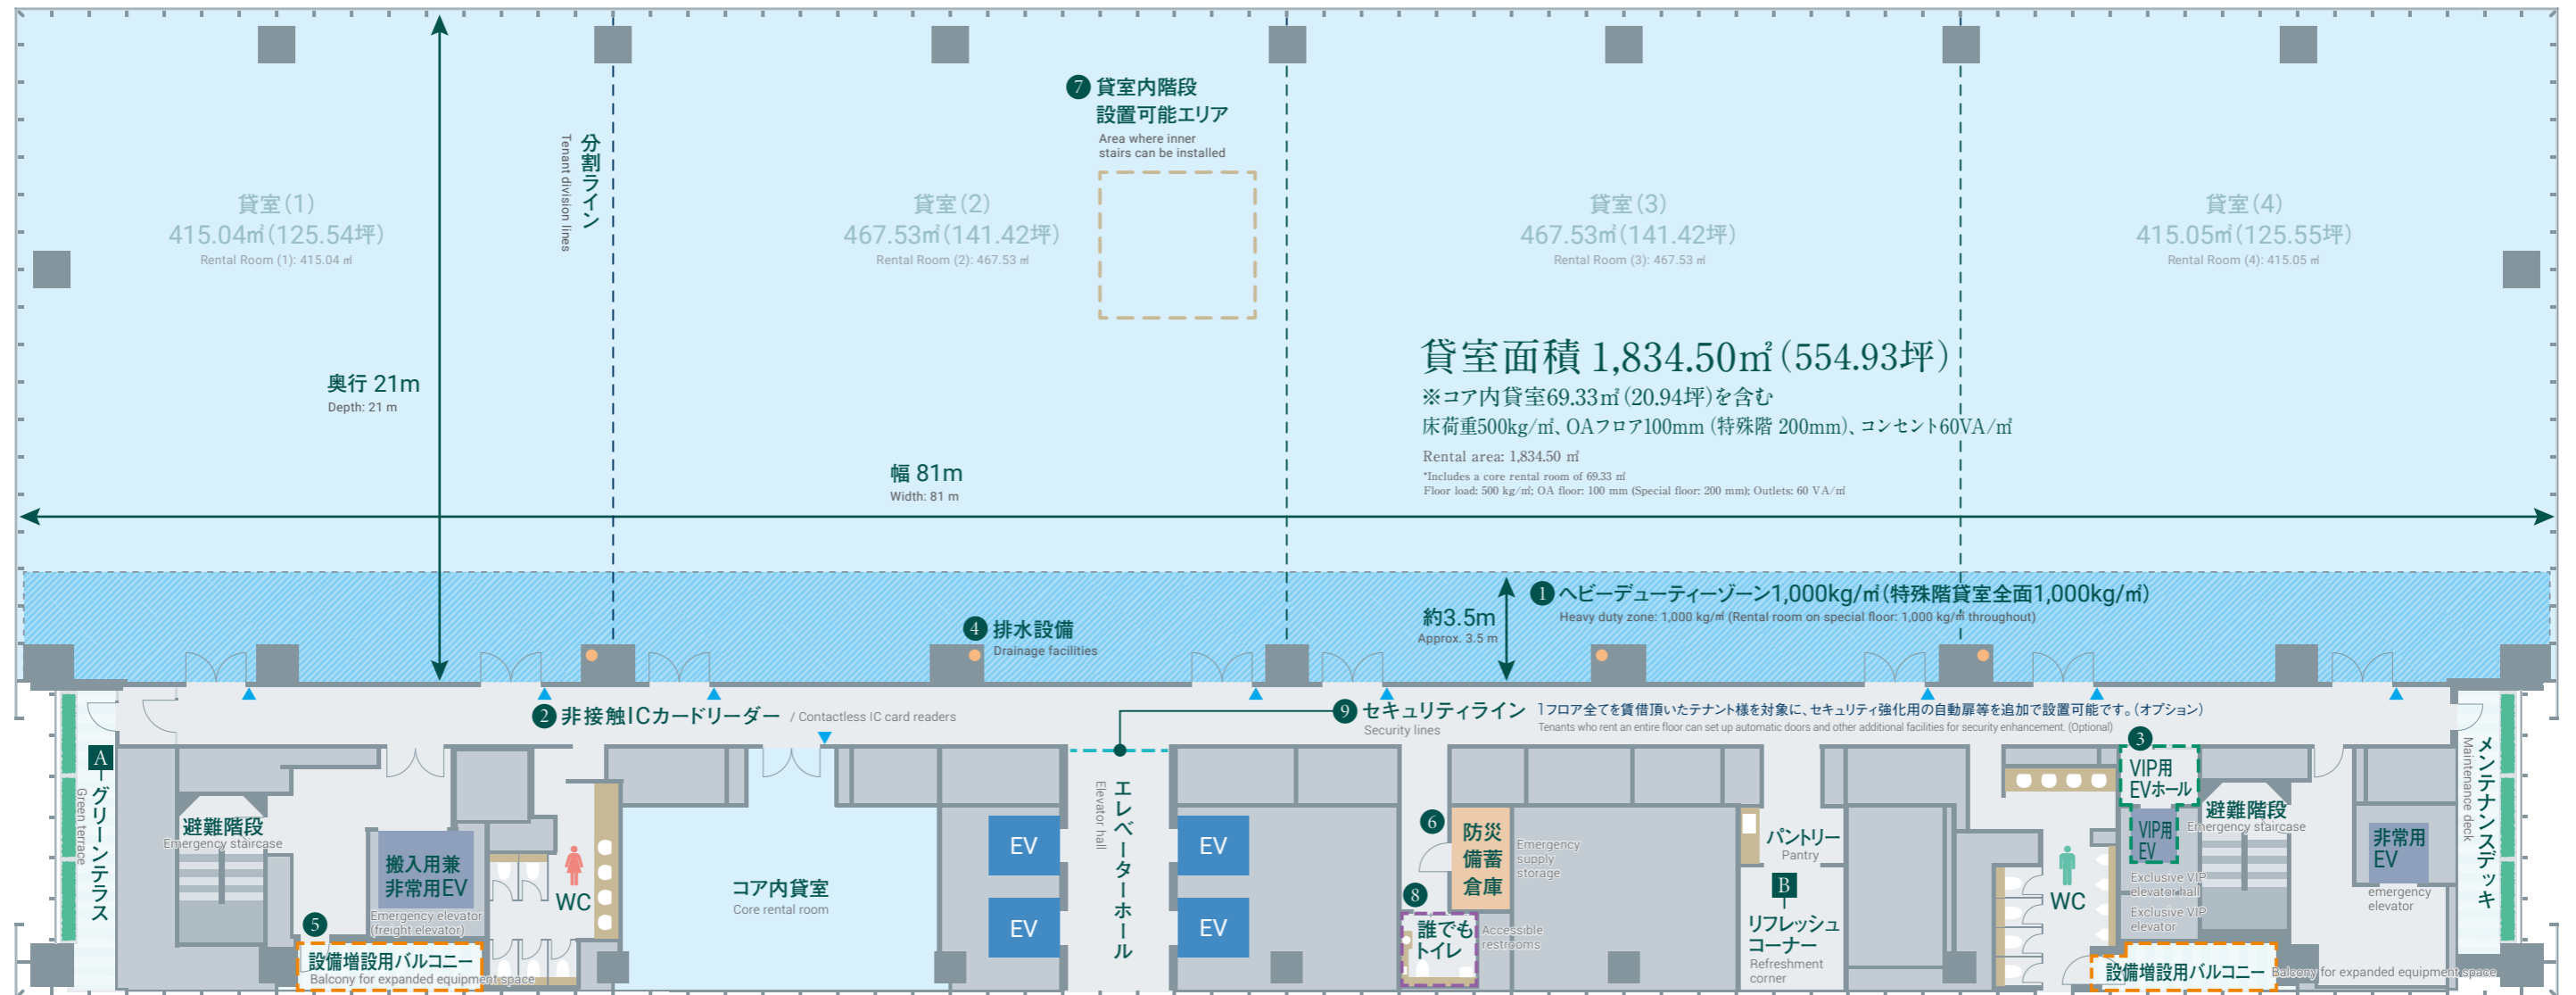 7 貸室内階段
設置可能エリア
Area where inner
stairs can be installed
分割ライン
Tenant division lines
貸室(1)
415.04㎡(125.54坪)
Rental Room (1): 415.04 ㎡
貸室(2)
467.53㎡(141.42坪)
Rental Room (2): 467.53 ㎡
貸室(3)
467.53㎡(141.42坪)
Rental Room (3): 467.53 ㎡
貸室(4)
415.05㎡(125.55坪)
Rental Room (4): 415.05 ㎡
奥行 21m
Depth: 21 m
幅 81m
Width: 81 m
貸室面積 1,834.50㎡(554.93坪)
※コア内貸室69.33㎡(20.94坪)を含む
床荷重500kg/㎡、OAフロア100mm (特殊階 200mm)、コンセント60VA/㎡
Rental area: 1,834.50 ㎡
*Includes a core rental room of 69.33 ㎡
Floor load: 500 kg/㎡; OA floor: 100 mm (Special floor: 200 mm); Outlets: 60 VA/㎡
1 ヘビーデューティーゾーン1,000kg/㎡(特殊階貸室全面1,000kg/㎡)
Heavy duty zone: 1,000 kg/㎡ (Rental room on special floor: 1,000 kg/㎡ throughout)
約3.5m
Approx. 3.5 m
4 排水設備
Drainage facilities
2 非接触ICカードリーダー / Contactless IC card readers
9 セキュリティライン
Security lines
1フロア全てを賃借頂いたテナント様を対象に、セキュリティ強化用の自動扉等を追加で設置可能です。(オプション)
Tenants who rent an entire floor can set up automatic doors and other additional facilities for security enhancement. (Optional)
A
グリーンテラス
Green terrace
避難階段
Emergency staircase
搬入用兼
非常用EV
Emergency elevator
(freight elevator)
5
設備増設用バルコニー
Balcony for expanded equipment space
WC
コア内貸室
Core rental room
EV
EV
エレベーターホール
Elevator hall
EV
EV
6
防災
備蓄
倉庫
Emergency
supply
storage
8
誰でも
トイレ
Accessible
restrooms
パントリー
Pantry
B
リフレッシュ
コーナー
Refreshment
corner
WC
3
VIP用
EVホール
VIP用
EV
Exclusive VIP
elevator hall
Exclusive VIP
elevator
避難階段
Emergency staircase
非常用
EV
emergency
elevator
設備増設用バルコニー
Balcony for expanded equipment space
メンテナンスデッキ
Maintenance deck